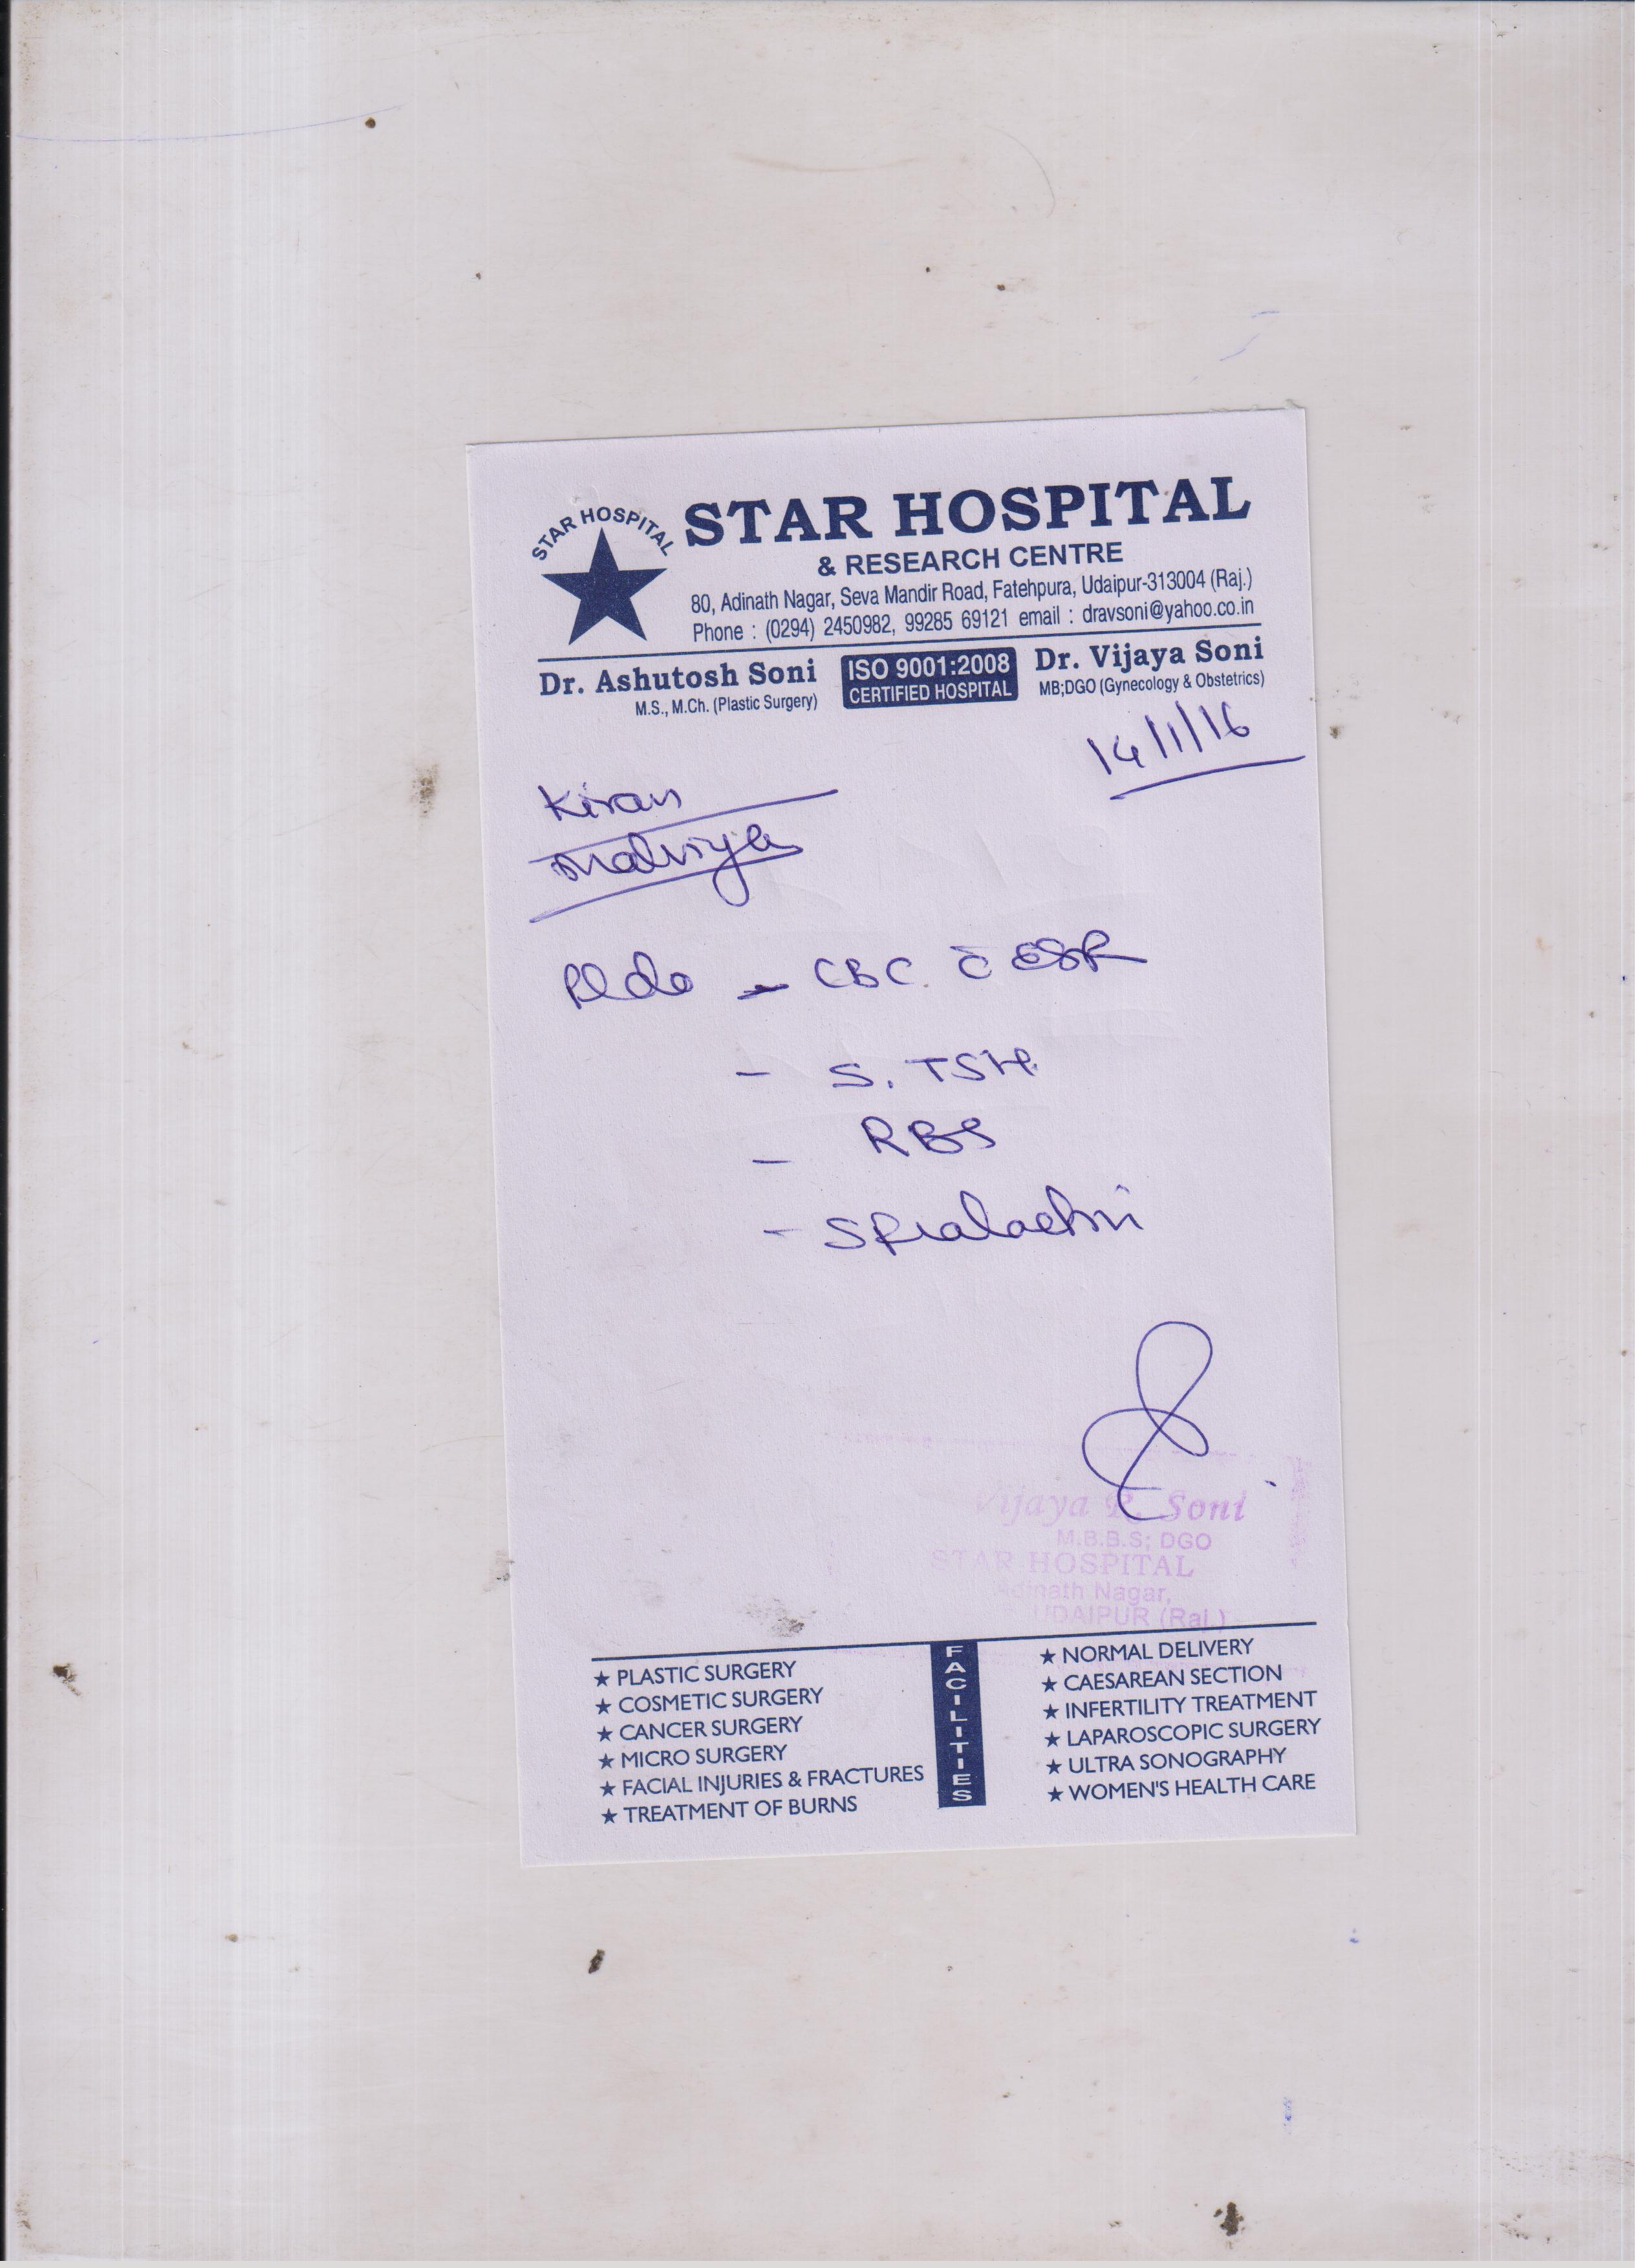 STAR HOSPITAL
STAR HOSPITAL
& RESEARCH CENTRE
80, Adinath Nagar, Seva Mandir Road, Fatehpura, Udaipur-313004 (Raj.)
Phone : (0294) 2450982, 99285 69121 email : dravsoni@yahoo.co.in
Dr. Ashutosh Soni
M.S., M.Ch. (Plastic Surgery)
ISO 9001:2008
CERTIFIED HOSPITAL
Dr. Vijaya Soni
MB;DGO (Gynecology & Obstetrics)
14/1/16
Kiran
Malviya
Pl do - CBC c̄ ESR
- S. TSH
- RBS
- S Prolactin
Vijaya R. Soni
M.B.B.S; DGO
STAR HOSPITAL
Adinath Nagar,
UDAIPUR (Raj.)
FACILITIES
★ PLASTIC SURGERY
★ COSMETIC SURGERY
★ CANCER SURGERY
★ MICRO SURGERY
★ FACIAL INJURIES & FRACTURES
★ TREATMENT OF BURNS
★ NORMAL DELIVERY
★ CAESAREAN SECTION
★ INFERTILITY TREATMENT
★ LAPAROSCOPIC SURGERY
★ ULTRA SONOGRAPHY
★ WOMEN'S HEALTH CARE